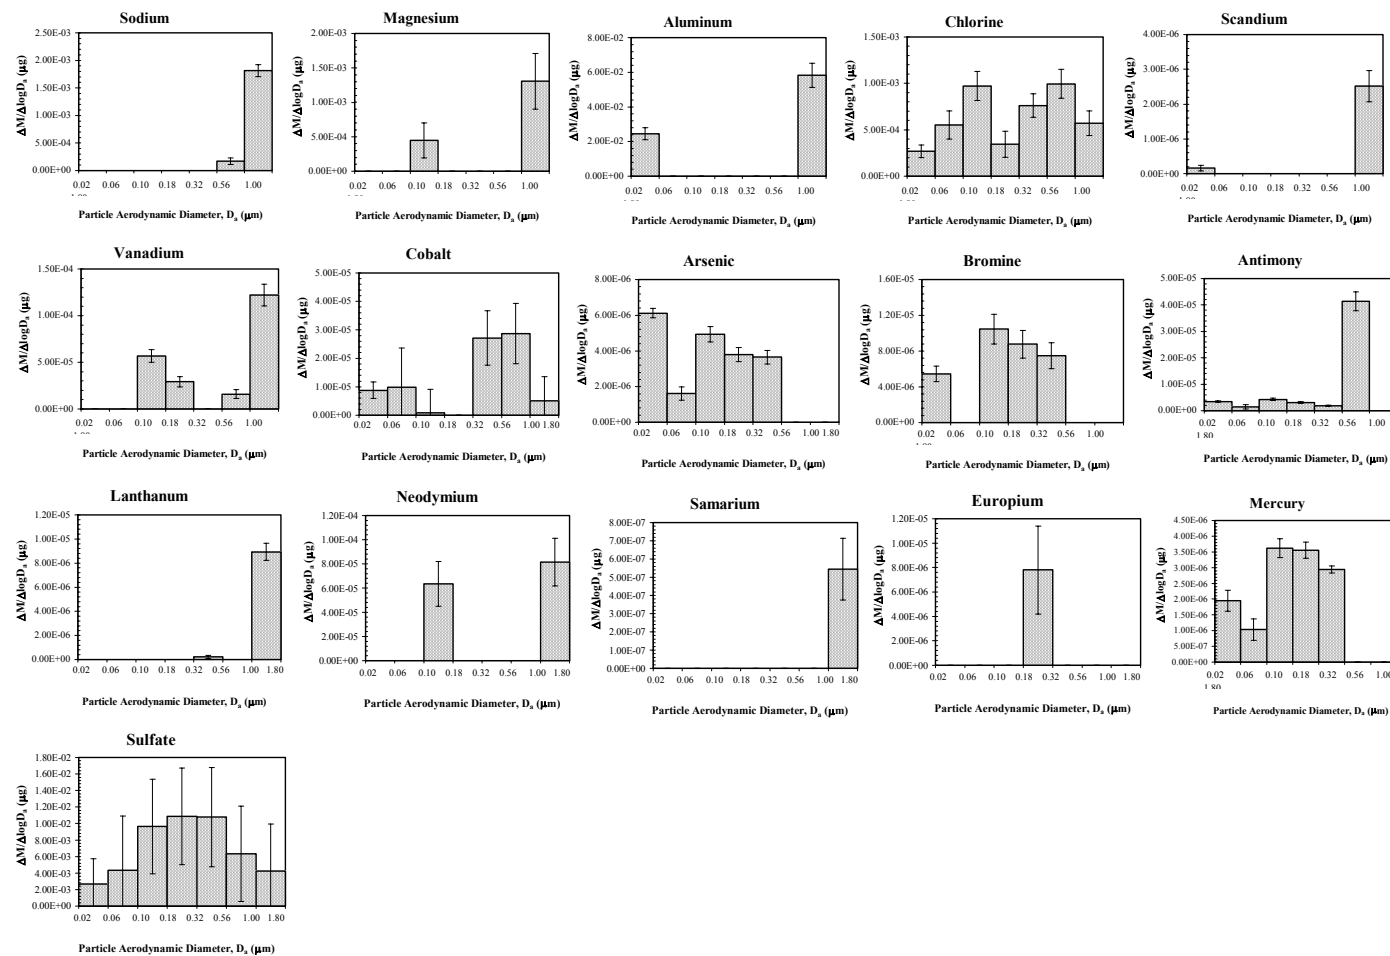 Sodium
2.50E-03
2.00E-03
1.50E-03
1.00E-03
5.00E-04
0.00E+00
ΔM/ΔlogDa (μg)
0.02 0.06 0.10 0.18 0.32 0.56 1.00
Particle Aerodynamic Diameter, Da (μm)
Magnesium
2.00E-03
1.50E-03
1.00E-03
5.00E-04
0.00E+00
ΔM/ΔlogDa (μg)
0.02 0.06 0.10 0.18 0.32 0.56 1.00
Particle Aerodynamic Diameter, Da (μm)
Aluminum
8.00E-02
6.00E-02
4.00E-02
2.00E-02
0.00E+00
ΔM/ΔlogDa (μg)
0.02 0.06 0.10 0.18 0.32 0.56 1.00
Particle Aerodynamic Diameter, Da (μm)
Chlorine
1.50E-03
1.00E-03
5.00E-04
0.00E+00
ΔM/ΔlogDa (μg)
0.02 0.06 0.10 0.18 0.32 0.56 1.00
Particle Aerodynamic Diameter, Da (μm)
Scandium
4.00E-06
3.00E-06
2.00E-06
1.00E-06
0.00E+00
ΔM/ΔlogDa (μg)
0.02 0.06 0.10 0.18 0.32 0.56 1.00
Particle Aerodynamic Diameter, Da (μm)
Vanadium
1.50E-04
1.00E-04
5.00E-05
0.00E+00
ΔM/ΔlogDa (μg)
0.02 0.06 0.10 0.18 0.32 0.56 1.00
Particle Aerodynamic Diameter, Da (μm)
Cobalt
5.00E-05
4.00E-05
3.00E-05
2.00E-05
1.00E-05
0.00E+00
ΔM/ΔlogDa (μg)
0.02 0.06 0.10 0.18 0.32 0.56 1.00 1.80
Particle Aerodynamic Diameter, Da (μm)
Arsenic
8.00E-06
6.00E-06
4.00E-06
2.00E-06
0.00E+00
ΔM/ΔlogDa (μg)
0.02 0.06 0.10 0.18 0.32 0.56 1.00 1.80
Particle Aerodynamic Diameter, Da (μm)
Bromine
1.60E-05
1.20E-05
8.00E-06
4.00E-06
0.00E+00
ΔM/ΔlogDa (μg)
0.02 0.06 0.10 0.18 0.32 0.56 1.00
Particle Aerodynamic Diameter, Da (μm)
Antimony
5.00E-05
4.00E-05
3.00E-05
2.00E-05
1.00E-05
0.00E+00
ΔM/ΔlogDa (μg)
0.02 0.06 0.10 0.18 0.32 0.56 1.00
1.80
Particle Aerodynamic Diameter, Da (μm)
Lanthanum
1.20E-05
1.00E-05
8.00E-06
6.00E-06
4.00E-06
2.00E-06
0.00E+00
ΔM/ΔlogDa (μg)
0.02 0.06 0.10 0.18 0.32 0.56 1.00 1.80
Particle Aerodynamic Diameter, Da (μm)
Neodymium
1.20E-04
1.00E-04
8.00E-05
6.00E-05
4.00E-05
2.00E-05
0.00E+00
ΔM/ΔlogDa (μg)
0.02 0.06 0.10 0.18 0.32 0.56 1.00 1.80
Particle Aerodynamic Diameter, Da (μm)
Samarium
8.00E-07
7.00E-07
6.00E-07
5.00E-07
4.00E-07
3.00E-07
2.00E-07
1.00E-07
0.00E+00
ΔM/ΔlogDa (μg)
0.02 0.06 0.10 0.18 0.32 0.56 1.00 1.80
Particle Aerodynamic Diameter, Da (μm)
Europium
1.20E-05
1.00E-05
8.00E-06
6.00E-06
4.00E-06
2.00E-06
0.00E+00
ΔM/ΔlogDa (μg)
0.02 0.06 0.10 0.18 0.32 0.56 1.00 1.80
Particle Aerodynamic Diameter, Da (μm)
Mercury
4.50E-06
4.00E-06
3.50E-06
3.00E-06
2.50E-06
2.00E-06
1.50E-06
1.00E-06
5.00E-07
0.00E+00
ΔM/ΔlogDa (μg)
0.02 0.06 0.10 0.18 0.32 0.56 1.00
1.80
Particle Aerodynamic Diameter, Da (μm)
Sulfate
1.80E-02
1.60E-02
1.40E-02
1.20E-02
1.00E-02
8.00E-03
6.00E-03
4.00E-03
2.00E-03
0.00E+00
ΔM/ΔlogDa (μg)
0.02 0.06 0.10 0.18 0.32 0.56 1.00 1.80
Particle Aerodynamic Diameter, Da (μm)